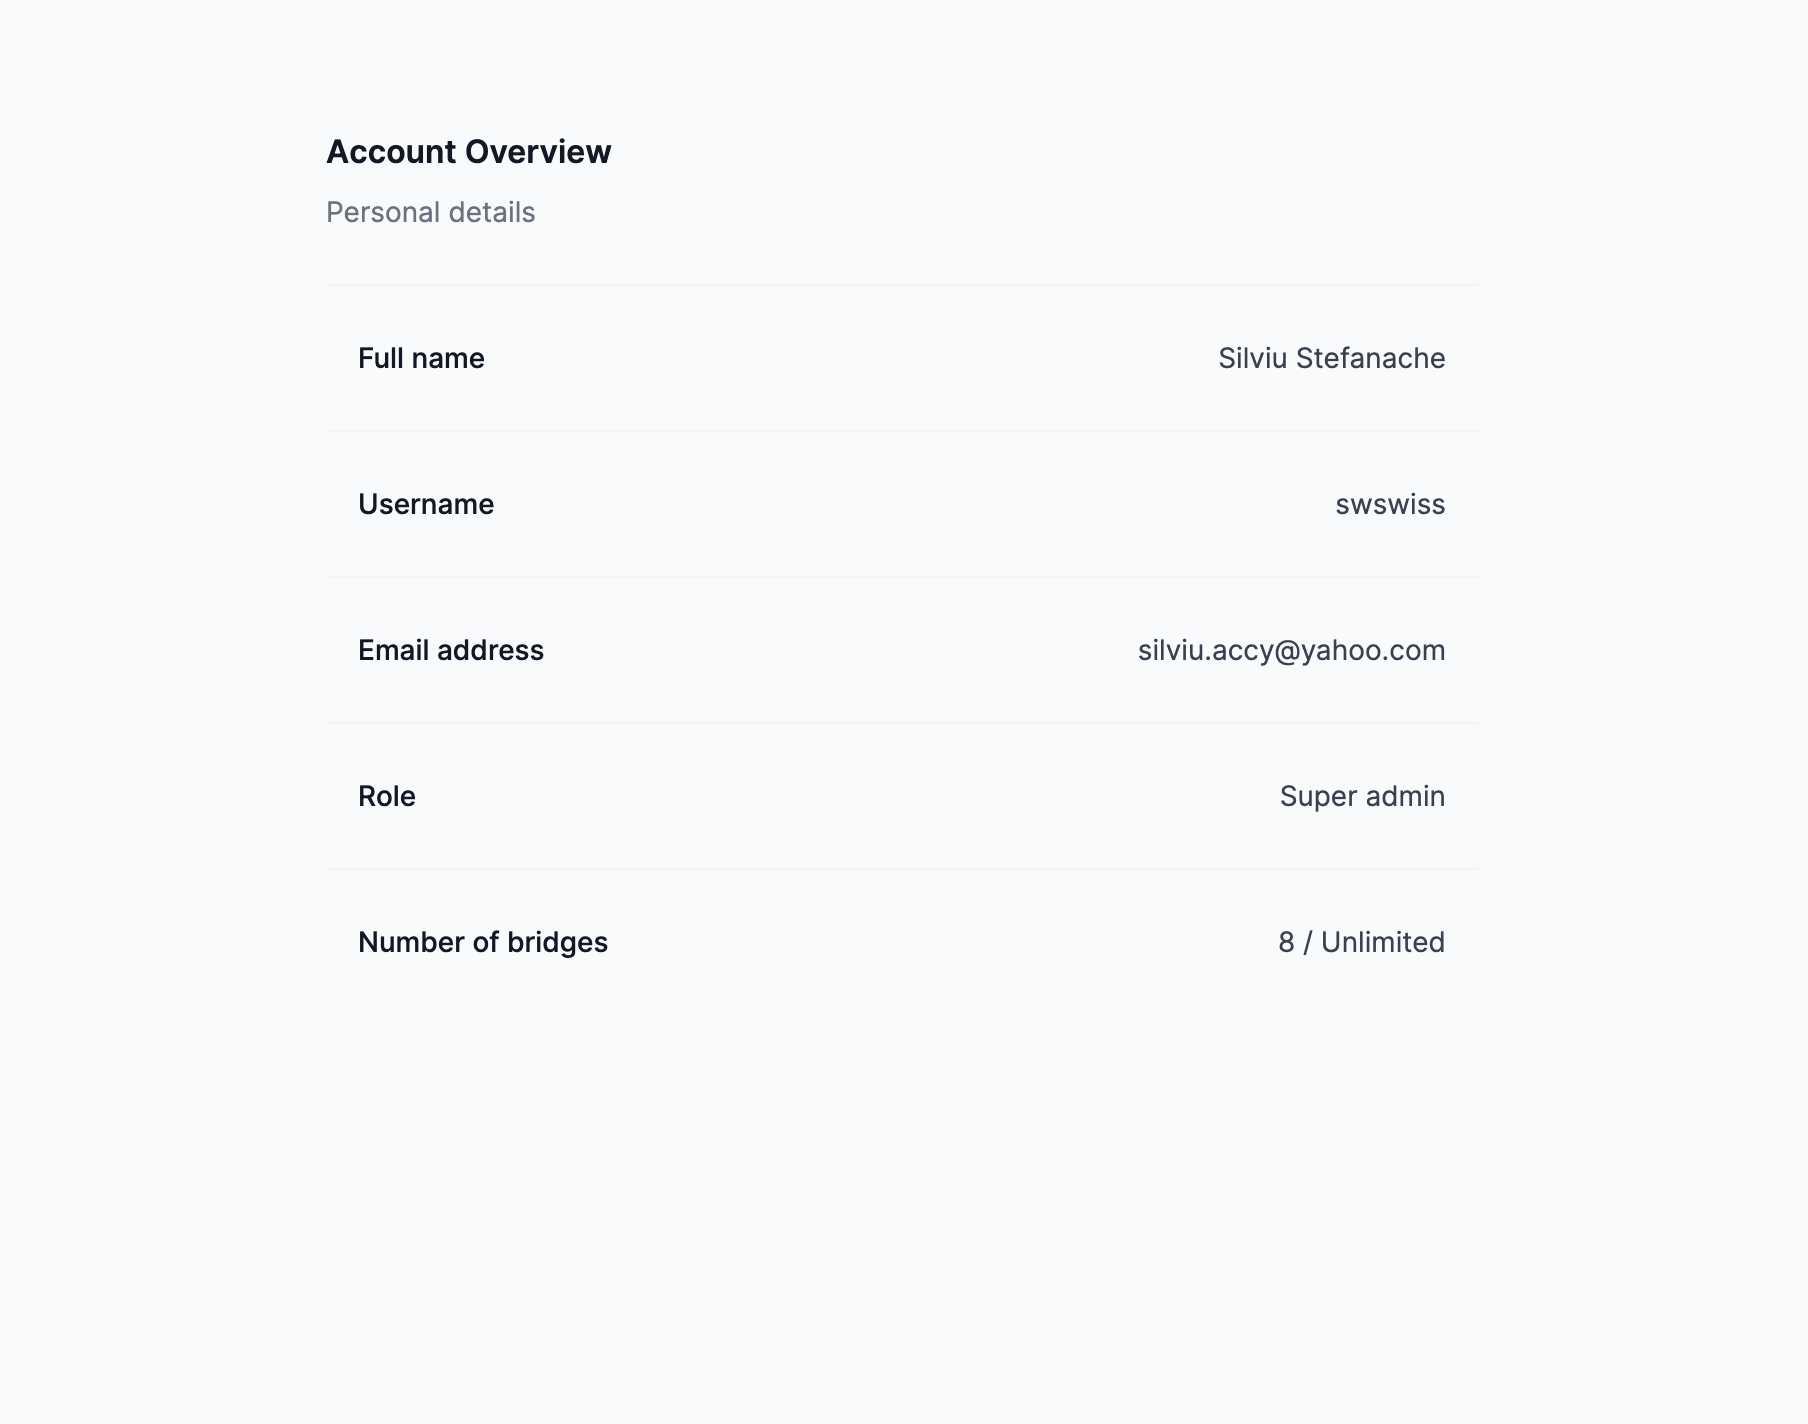 Account Overview
Personal details
Full name Silviu Stefanache
Username swswiss
Email address silviu.accy@yahoo.com
Role Super admin
Number of bridges 8 / Unlimited